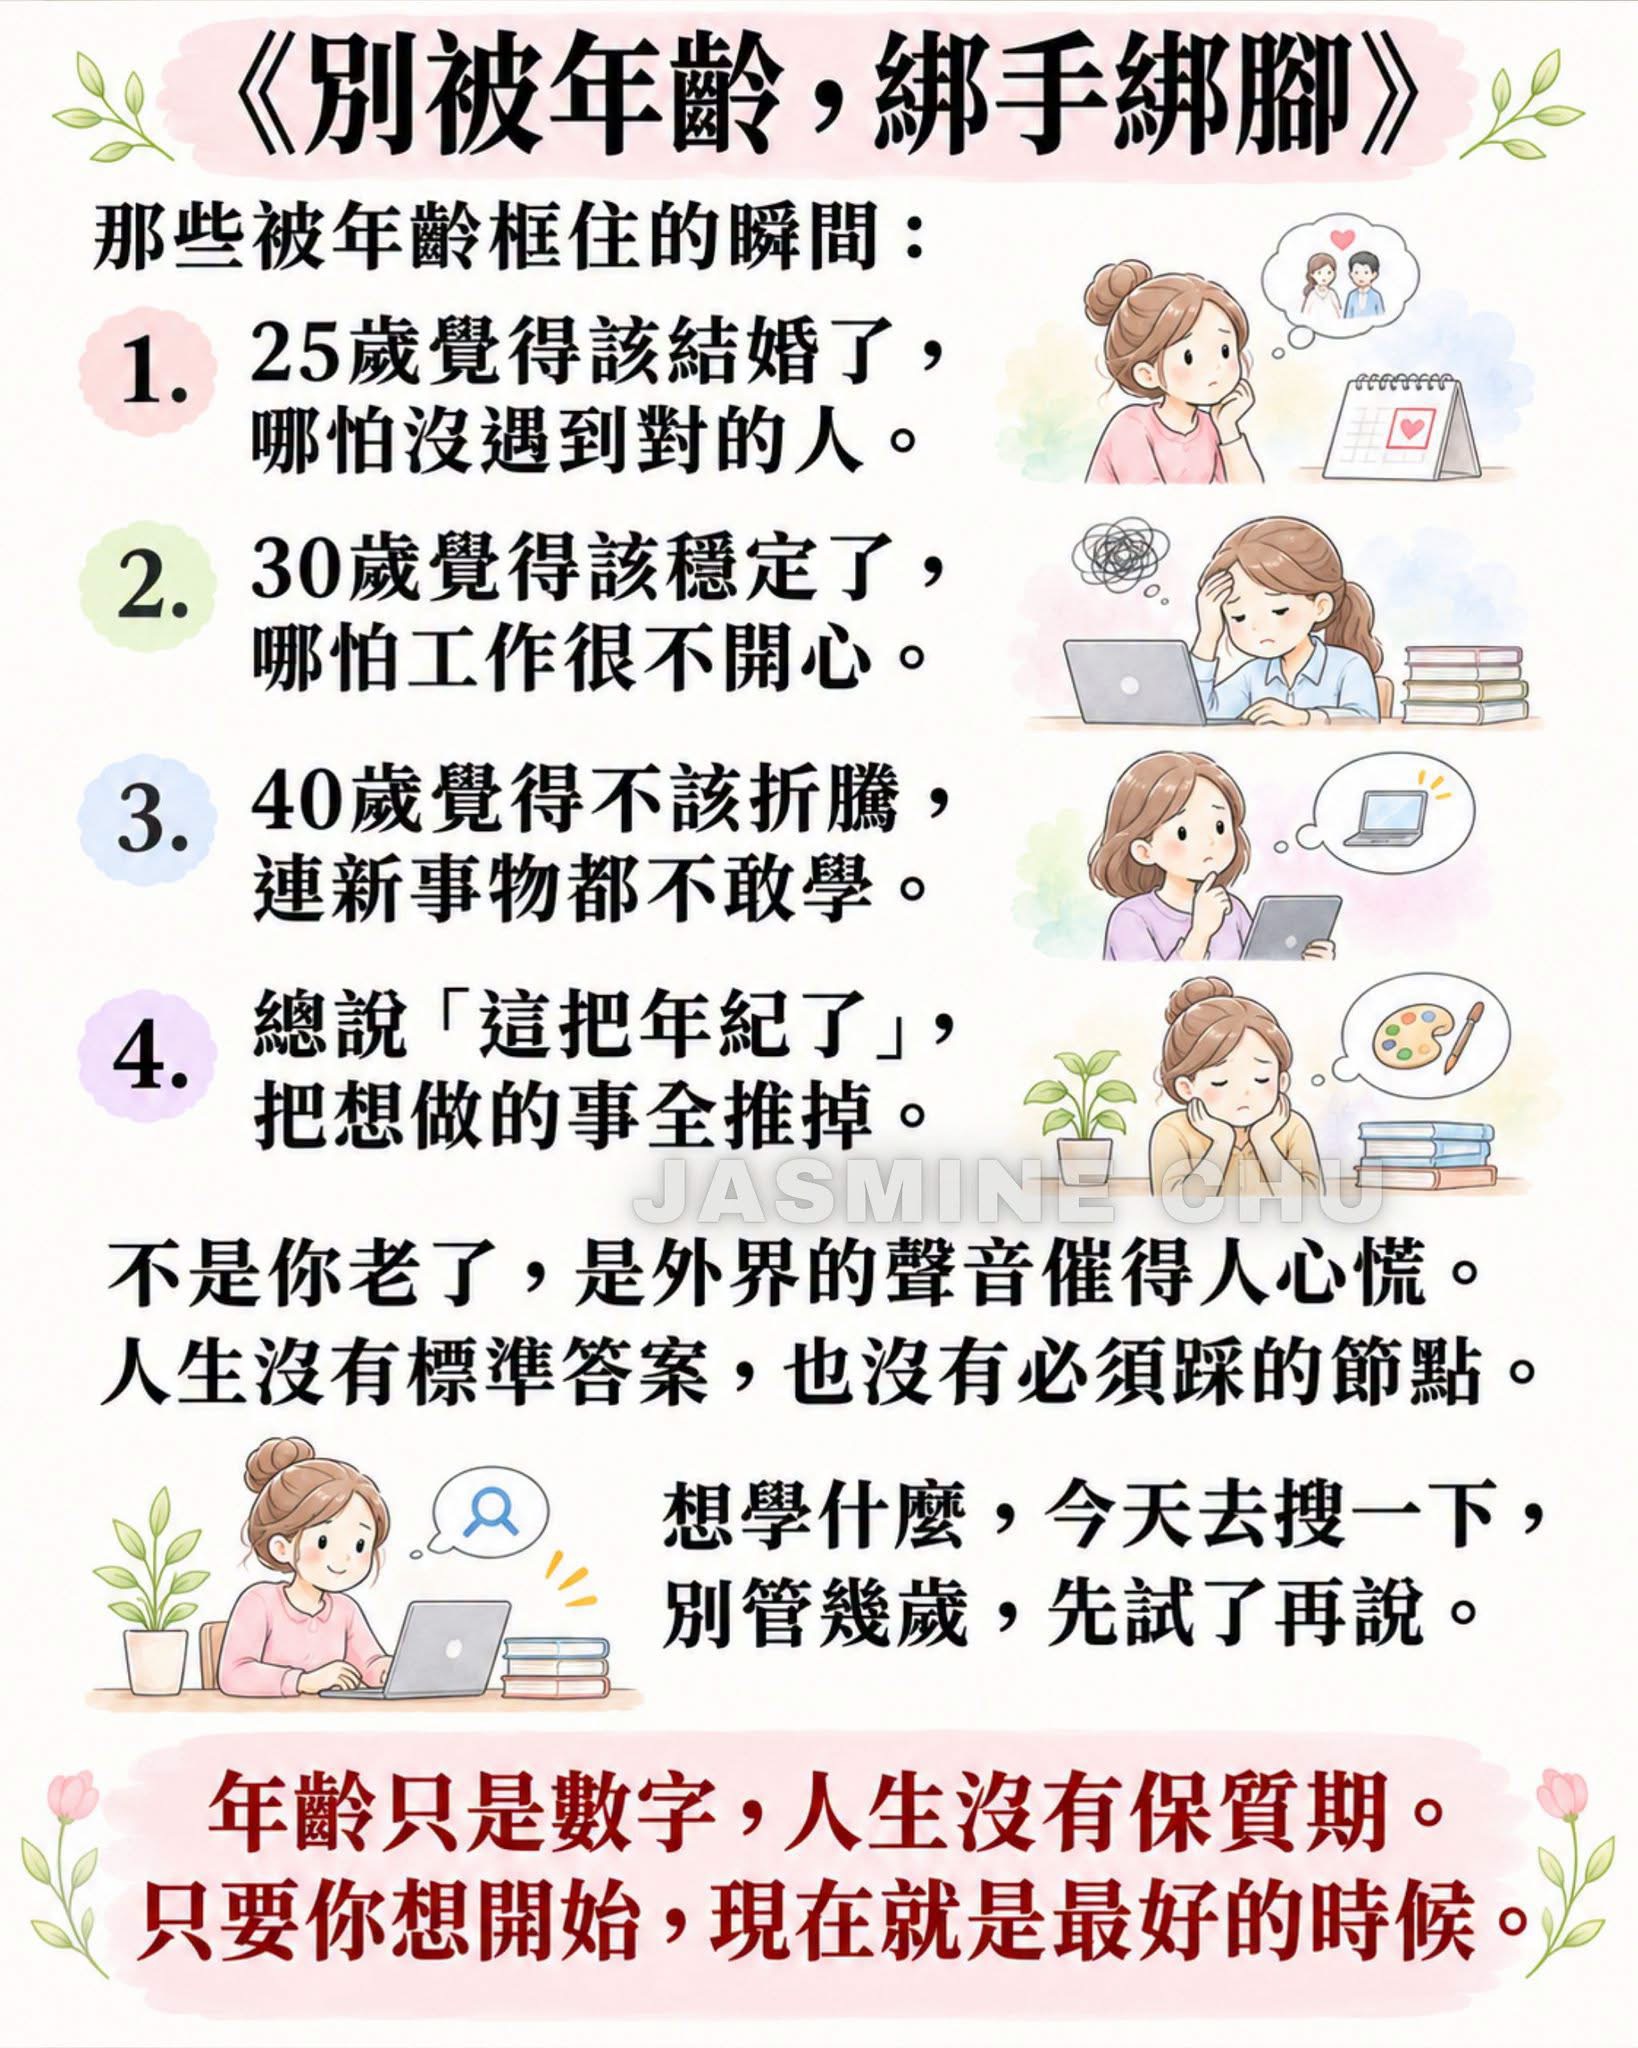 《別被年齡，綁手綁腳》
那些被年齡框住的瞬間：
1. 25歲覺得該結婚了，
哪怕沒遇到對的人。
2. 30歲覺得該穩定了，
哪怕工作很不開心。
3. 40歲覺得不該折騰，
連新事物都不敢學。
4. 總說「這把年紀了」，
把想做的事全推掉。
JASMINE CHU
不是你老了，是外界的聲音催得人心慌。
人生沒有標準答案，也沒有必須踩的節點。
想學什麼，今天去搜一下，
別管幾歲，先試了再說。
年齡只是數字，人生沒有保質期。
只要你想開始，現在就是最好的時候。